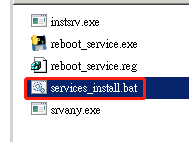 instsrv.exe
reboot_service.exe
reboot_service.reg
services_install.bat
srvany.exe